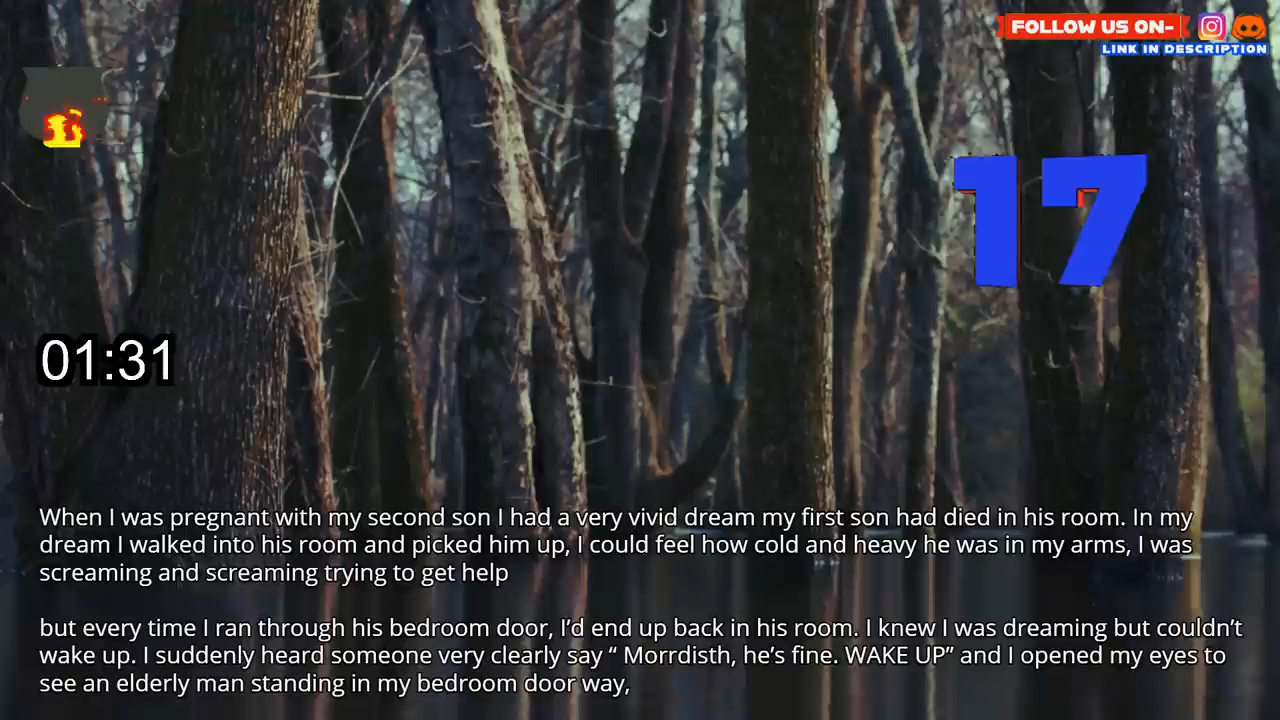 FOLLOW US ON-
LINK IN DESCRIPTION
17
01:31
When I was pregnant with my second son I had a very vivid dream my first son had died in his room. In my
dream I walked into his room and picked him up, I could feel how cold and heavy he was in my arms, I was
screaming and screaming trying to get help
but every time I ran through his bedroom door, I’d end up back in his room. I knew I was dreaming but couldn’t
wake up. I suddenly heard someone very clearly say “ Morrdisth, he’s fine. WAKE UP” and I opened my eyes to
see an elderly man standing in my bedroom door way,